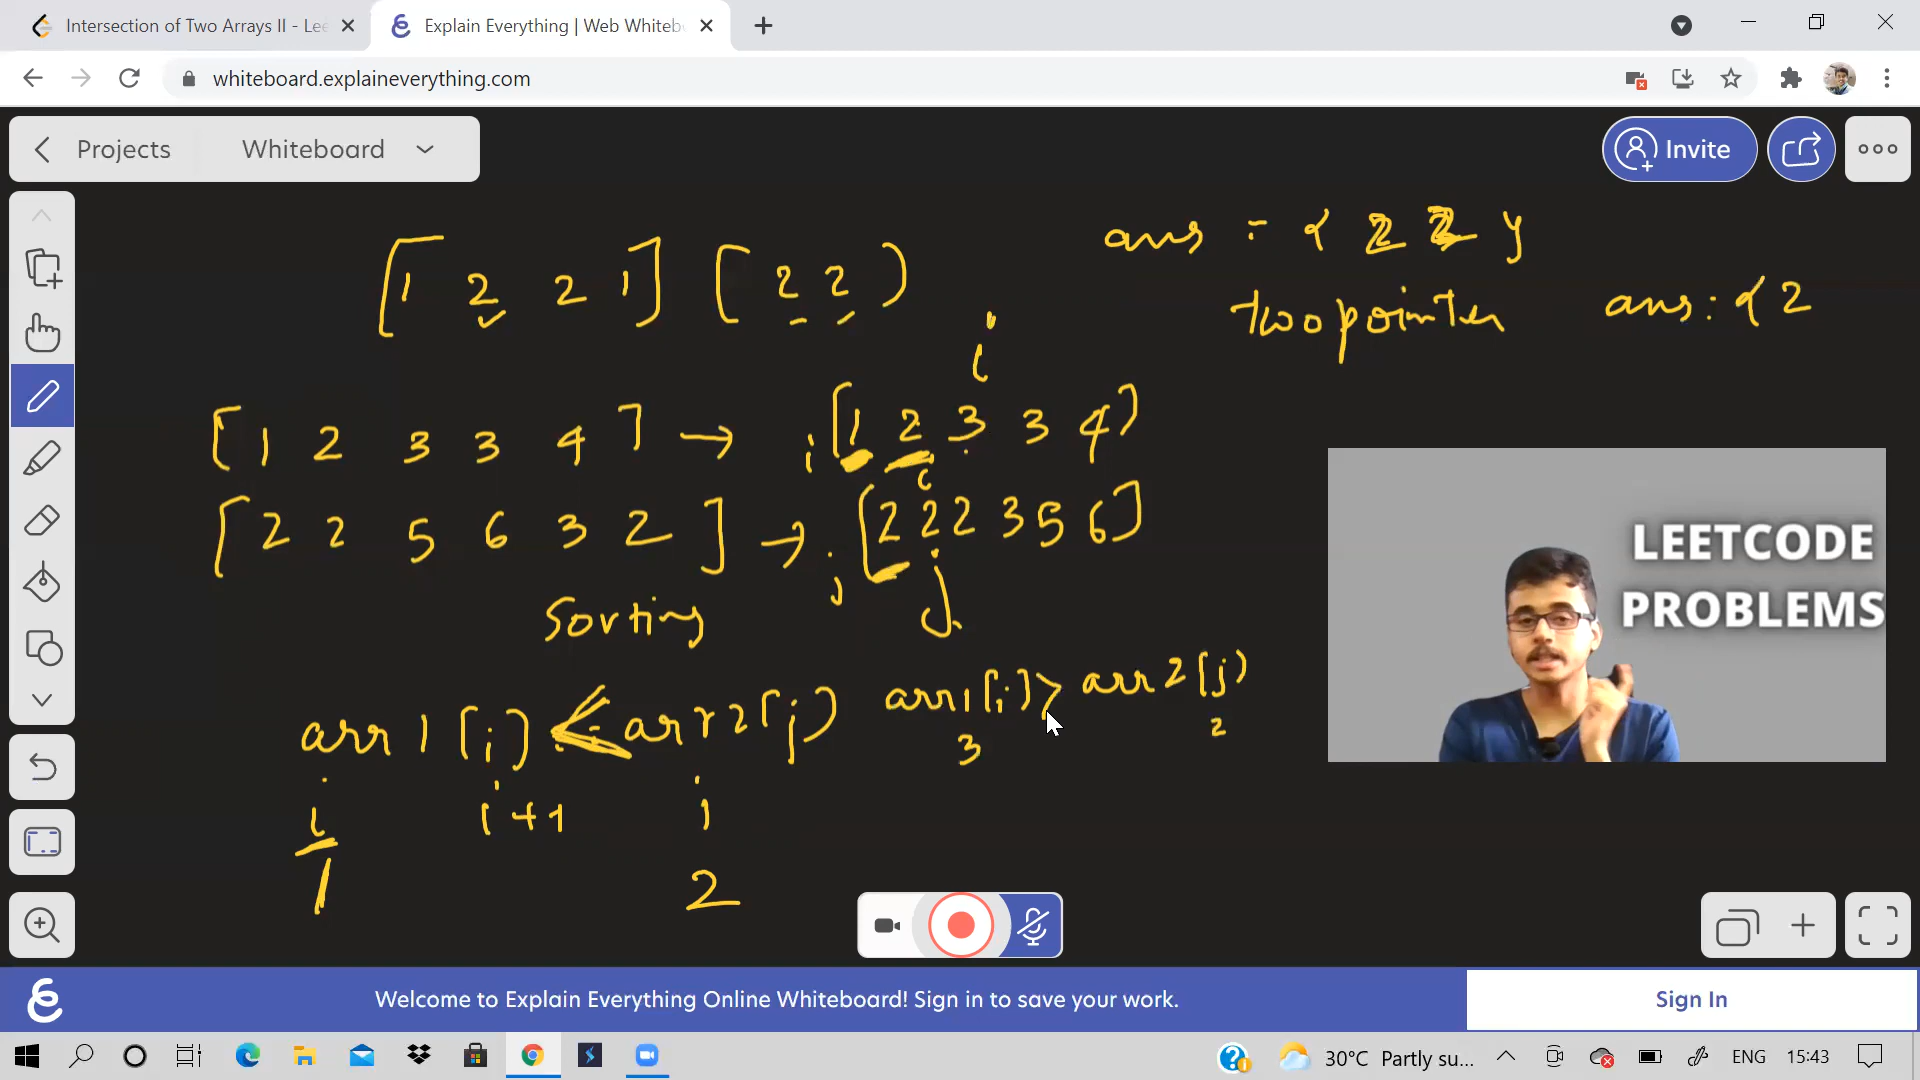 Intersection of Two Arrays II - Lee
Explain Everything | Web Whiteb
whiteboard.explaineverything.com
Projects Whiteboard
Invite
[1 2 2 1] [2 2)
ans = { 2 2 }
two pointer ans: { 2
i
[1 2 3 3 4] → i [1 2 3 3 4)
i
[2 2 5 6 3 2] → j [2 2 2 3 5 6]
j
Sorting
arr1[i] < arr2[j) arr1[i) > arr2[j)
3 2
i i+1 i
1 2
LEETCODE
PROBLEMS
Welcome to Explain Everything Online Whiteboard! Sign in to save your work.
Sign In
30°C Partly su... ENG 15:43